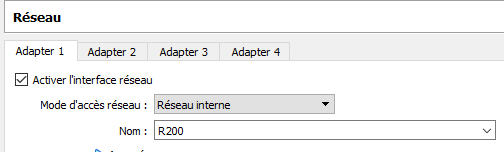 Réseau
Adapter 1 Adapter 2 Adapter 3 Adapter 4
Activer l'interface réseau
Mode d'accès réseau : Réseau interne
Nom : R200